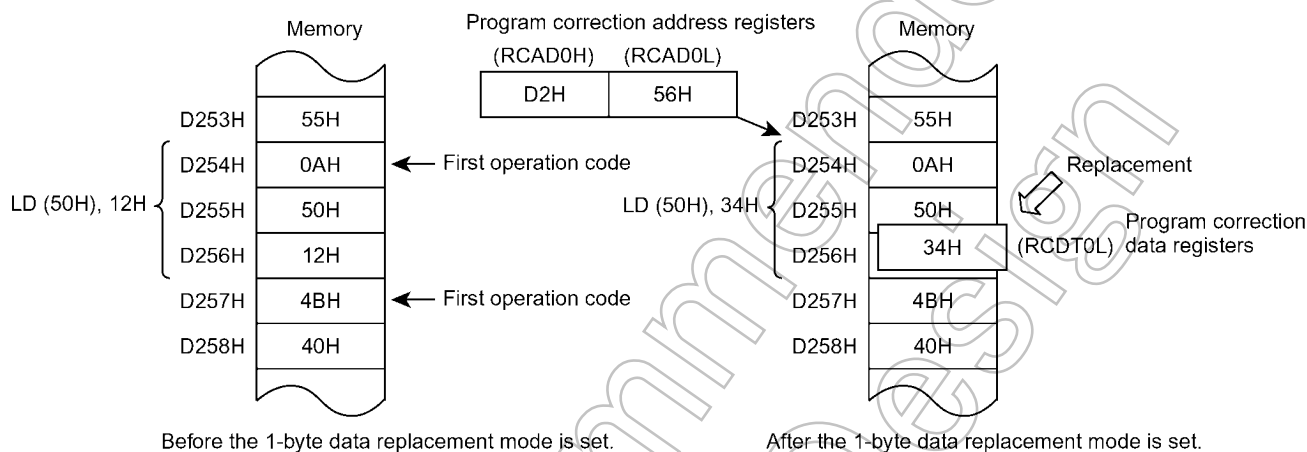 Program correction address registers
Memory
(RCAD0H) (RCAD0L)
Memory
D2H 56H
D253H 55H
D253H 55H
D254H 0AH First operation code
D254H 0AH Replacement
LD (50H), 12H D255H 50H
LD (50H), 34H D255H 50H
Program correction
data registers
D256H 12H
D256H 34H (RCDT0L)
D257H 4BH First operation code
D257H 4BH
D258H 40H
D258H 40H
Before the 1-byte data replacement mode is set.
After the 1-byte data replacement mode is set.